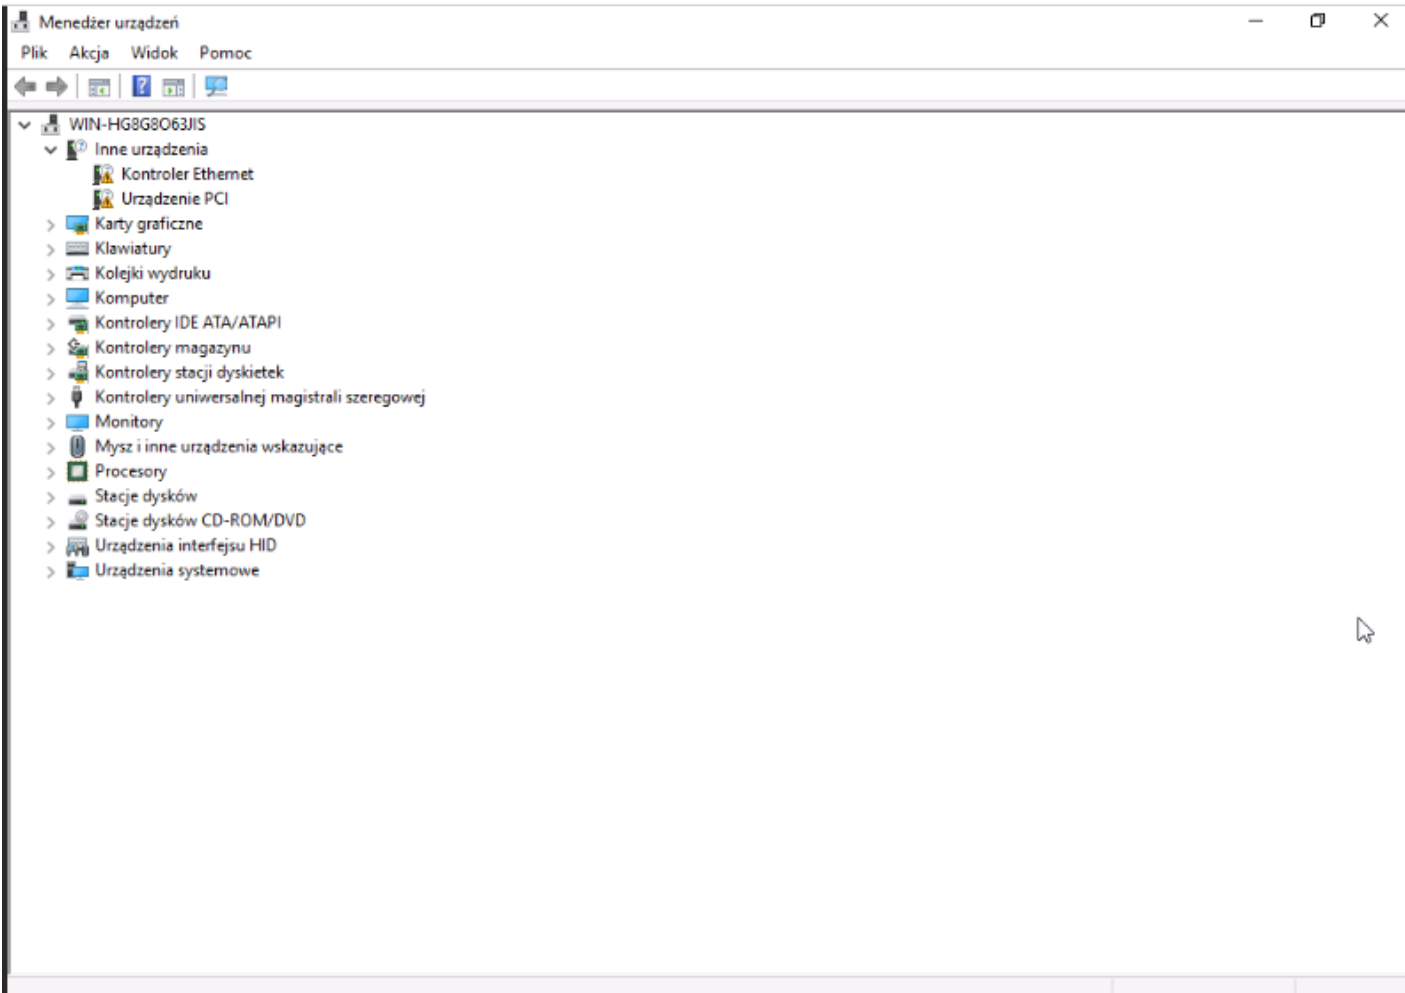 Menedżer urządzeń
Plik Akcja Widok Pomoc
WIN-HG8G8O63JIS
Inne urządzenia
Kontroler Ethernet
Urządzenie PCI
Karty graficzne
Klawiatury
Kolejki wydruku
Komputer
Kontrolery IDE ATA/ATAPI
Kontrolery magazynu
Kontrolery stacji dyskietek
Kontrolery uniwersalnej magistrali szeregowej
Monitory
Mysz i inne urządzenia wskazujące
Procesory
Stacje dysków
Stacje dysków CD-ROM/DVD
Urządzenia interfejsu HID
Urządzenia systemowe